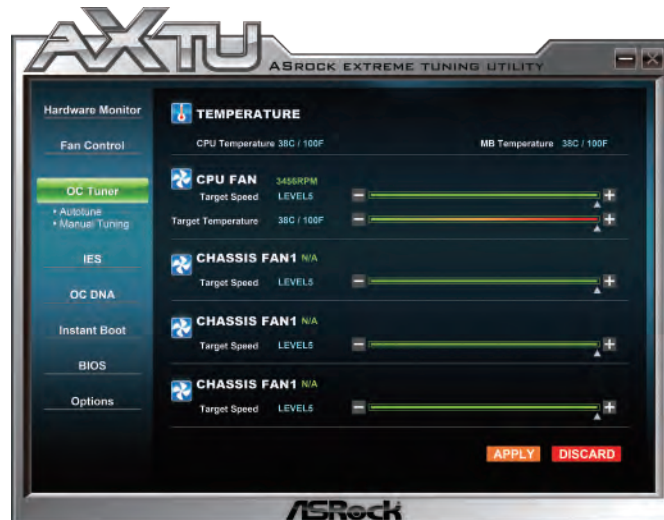 AXTU
ASROCK EXTREME TUNING UTILITY
Hardware Monitor
Fan Control
OC Tuner
• Autotune
• Manual Tuning
IES
OC DNA
Instant Boot
BIOS
Options
TEMPERATURE
CPU Temperature 38C / 100F
MB Temperature 38C / 100F
CPU FAN 3456RPM
Target Speed LEVEL5
Target Temperature 38C / 100F
CHASSIS FAN1 N/A
Target Speed LEVEL5
CHASSIS FAN1 N/A
Target Speed LEVEL5
CHASSIS FAN1 N/A
Target Speed LEVEL5
APPLY DISCARD
ASRock